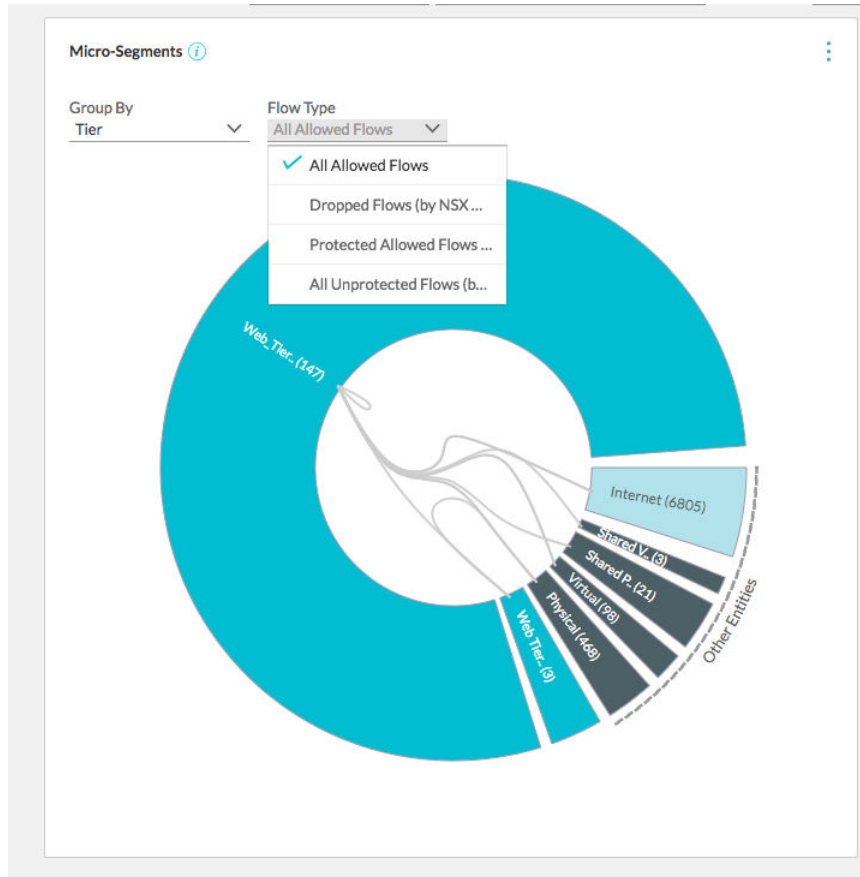 Micro-Segments i
Group By
Flow Type
Tier
All Allowed Flows
All Allowed Flows
Dropped Flows (by NSX ...
Protected Allowed Flows ...
All Unprotected Flows (b...
Web_Tier.. (147)
Internet (6805)
Shared V.. (3)
Shared P.. (21)
Virtual (98)
Physical (468)
Web Tier.. (3)
Other Entities